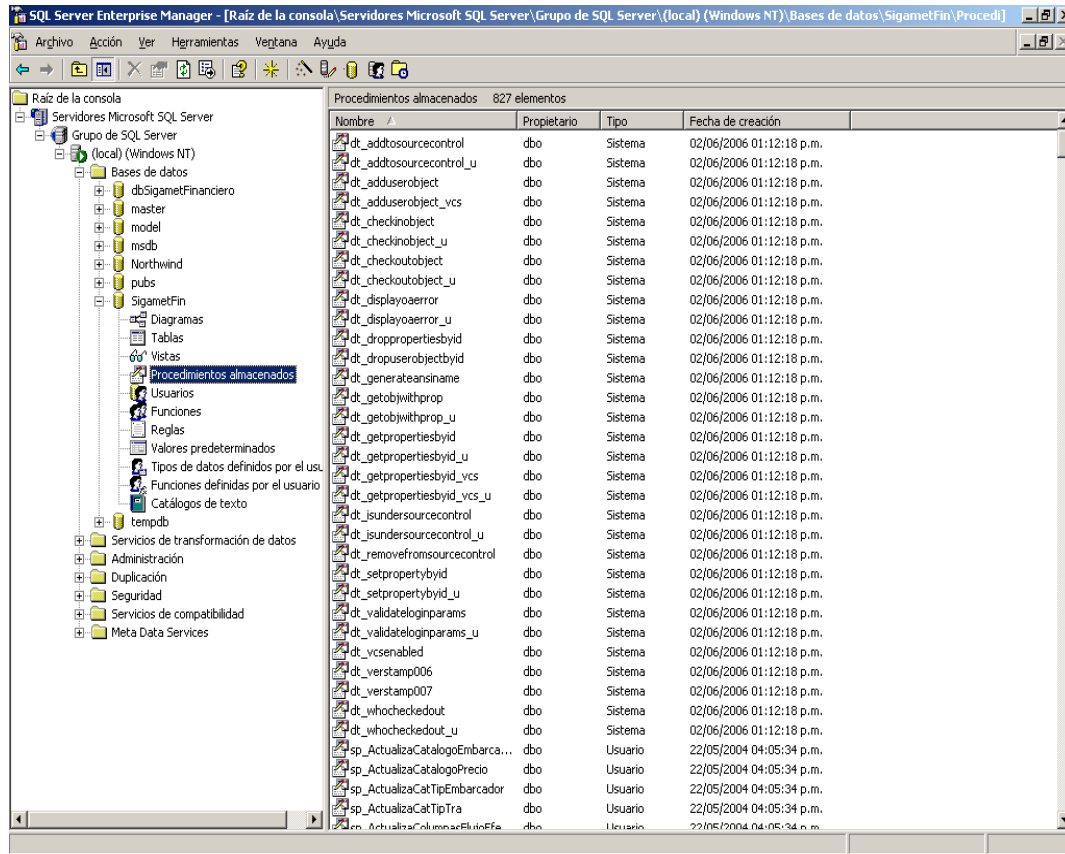 SQL Server Enterprise Manager - [Raíz de la consola\Servidores Microsoft SQL Server\Grupo de SQL Server\(local) (Windows NT)\Bases de datos\SigametFin\Procedi]
Archivo Acción Ver Herramientas Ventana Ayuda
Raíz de la consola
Servidores Microsoft SQL Server
Grupo de SQL Server
(local) (Windows NT)
Bases de datos
dbSigametFinanciero
master
model
msdb
Northwind
pubs
SigametFin
Diagramas
Tablas
Vistas
Procedimientos almacenados
Usuarios
Funciones
Reglas
Valores predeterminados
Tipos de datos definidos por el usu
Funciones definidas por el usuario
Catálogos de texto
tempdb
Servicios de transformación de datos
Administración
Duplicación
Seguridad
Servicios de compatibilidad
Meta Data Services
Procedimientos almacenados 827 elementos
Nombre Propietario Tipo Fecha de creación
dt_addtosourcecontrol dbo Sistema 02/06/2006 01:12:18 p.m.
dt_addtosourcecontrol_u dbo Sistema 02/06/2006 01:12:18 p.m.
dt_adduserobject dbo Sistema 02/06/2006 01:12:18 p.m.
dt_adduserobject_vcs dbo Sistema 02/06/2006 01:12:18 p.m.
dt_checkinobject dbo Sistema 02/06/2006 01:12:18 p.m.
dt_checkinobject_u dbo Sistema 02/06/2006 01:12:18 p.m.
dt_checkoutobject dbo Sistema 02/06/2006 01:12:18 p.m.
dt_checkoutobject_u dbo Sistema 02/06/2006 01:12:18 p.m.
dt_displayoaerror dbo Sistema 02/06/2006 01:12:18 p.m.
dt_displayoaerror_u dbo Sistema 02/06/2006 01:12:18 p.m.
dt_droppropertiesbyid dbo Sistema 02/06/2006 01:12:18 p.m.
dt_dropuserobjectbyid dbo Sistema 02/06/2006 01:12:18 p.m.
dt_generateansiname dbo Sistema 02/06/2006 01:12:18 p.m.
dt_getobjwithprop dbo Sistema 02/06/2006 01:12:18 p.m.
dt_getobjwithprop_u dbo Sistema 02/06/2006 01:12:18 p.m.
dt_getpropertiesbyid dbo Sistema 02/06/2006 01:12:18 p.m.
dt_getpropertiesbyid_u dbo Sistema 02/06/2006 01:12:18 p.m.
dt_getpropertiesbyid_vcs dbo Sistema 02/06/2006 01:12:18 p.m.
dt_getpropertiesbyid_vcs_u dbo Sistema 02/06/2006 01:12:18 p.m.
dt_isundersourcecontrol dbo Sistema 02/06/2006 01:12:18 p.m.
dt_isundersourcecontrol_u dbo Sistema 02/06/2006 01:12:18 p.m.
dt_removefromsourcecontrol dbo Sistema 02/06/2006 01:12:18 p.m.
dt_setpropertybyid dbo Sistema 02/06/2006 01:12:18 p.m.
dt_setpropertybyid_u dbo Sistema 02/06/2006 01:12:18 p.m.
dt_validateloginparams dbo Sistema 02/06/2006 01:12:18 p.m.
dt_validateloginparams_u dbo Sistema 02/06/2006 01:12:18 p.m.
dt_vcsenabled dbo Sistema 02/06/2006 01:12:18 p.m.
dt_verstamp006 dbo Sistema 02/06/2006 01:12:18 p.m.
dt_verstamp007 dbo Sistema 02/06/2006 01:12:18 p.m.
dt_whocheckedout dbo Sistema 02/06/2006 01:12:18 p.m.
dt_whocheckedout_u dbo Sistema 02/06/2006 01:12:18 p.m.
sp_ActualizaCatalogoEmbarca... dbo Usuario 22/05/2004 04:05:34 p.m.
sp_ActualizaCatalogoPrecio dbo Usuario 22/05/2004 04:05:34 p.m.
sp_ActualizaCatTipEmbarcador dbo Usuario 22/05/2004 04:05:34 p.m.
sp_ActualizaCatTipTra dbo Usuario 22/05/2004 04:05:34 p.m.
sp_ActualizaColumnasFlujoEfe dbo Usuario 22/05/2004 04:05:34 p.m.